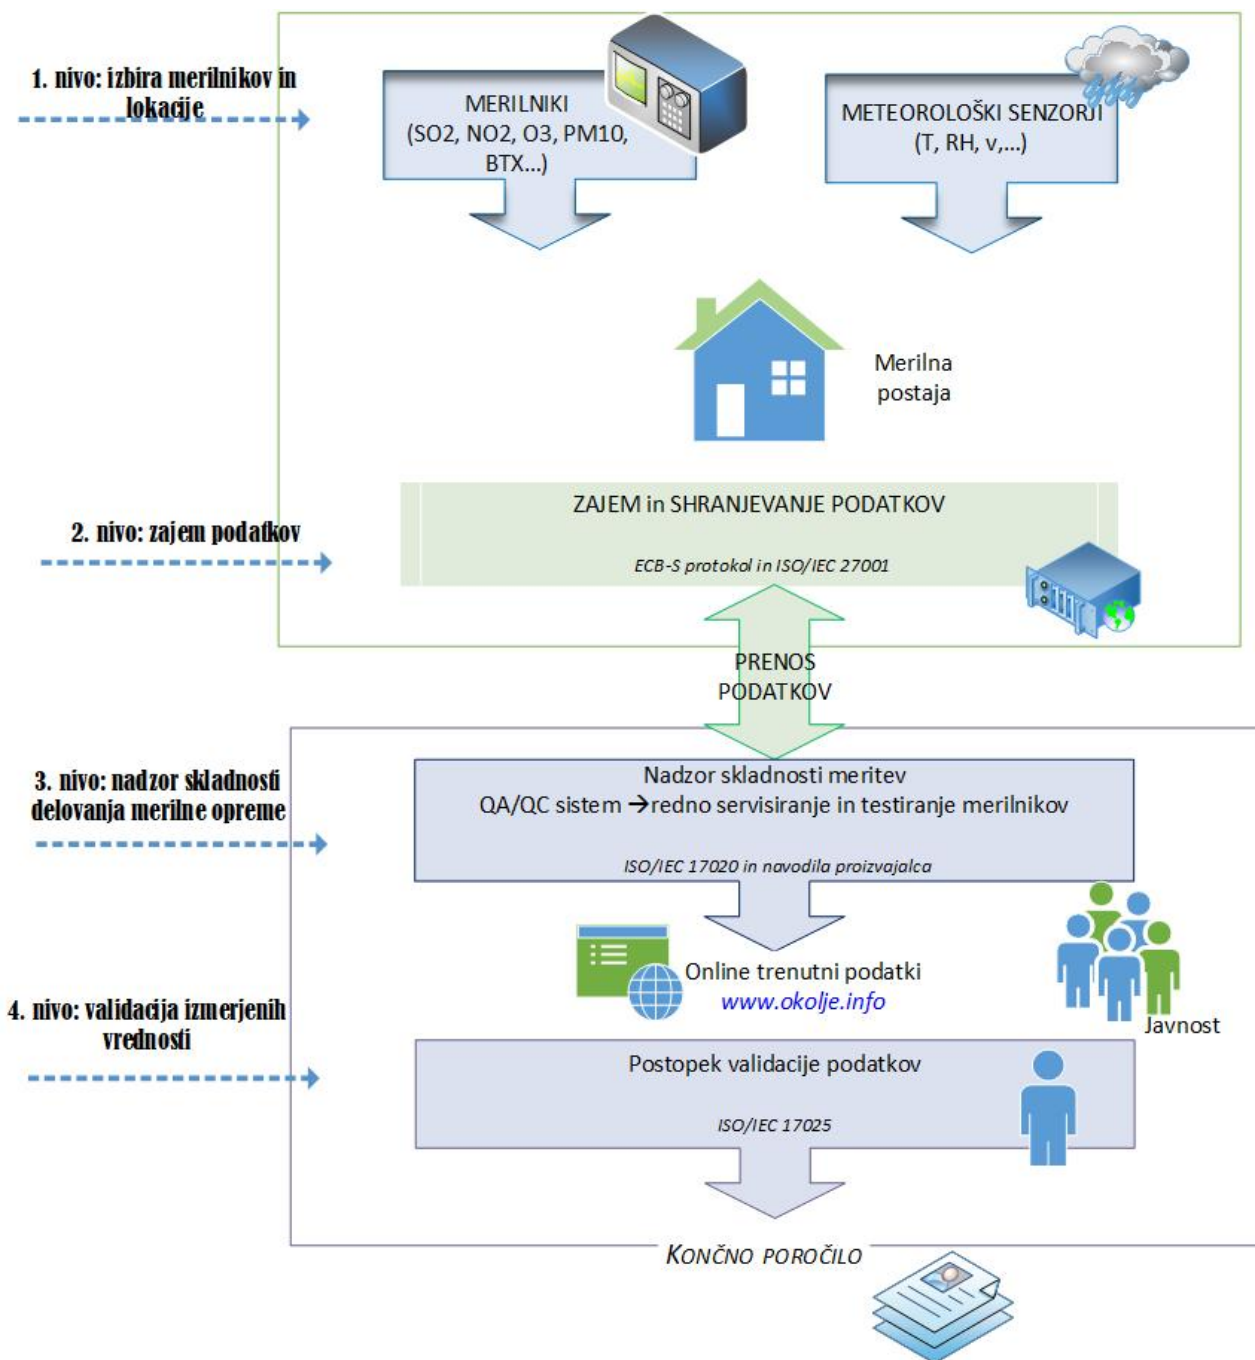 1. nivo: izbira merilnikov in
lokacije
MERILNIKI
(SO2, NO2, O3, PM10,
BTX...)
METEOROLOŠKI SENZORJI
(T, RH, v,...)
Merilna
postaja
2. nivo: zajem podatkov
ZAJEM in SHRANJEVANJE PODATKOV
ECB-S protokol in ISO/IEC 27001
PRENOS
PODATKOV
3. nivo: nadzor skladnosti
delovanja merilne opreme
Nadzor skladnosti meritev
QA/QC sistem →redno servisiranje in testiranje merilnikov
ISO/IEC 17020 in navodila proizvajalca
Online trenutni podatki
www.okolje.info
Javnost
4. nivo: validacija izmerjenih
vrednosti
Postopek validacije podatkov
ISO/IEC 17025
KONČNO POROČILO